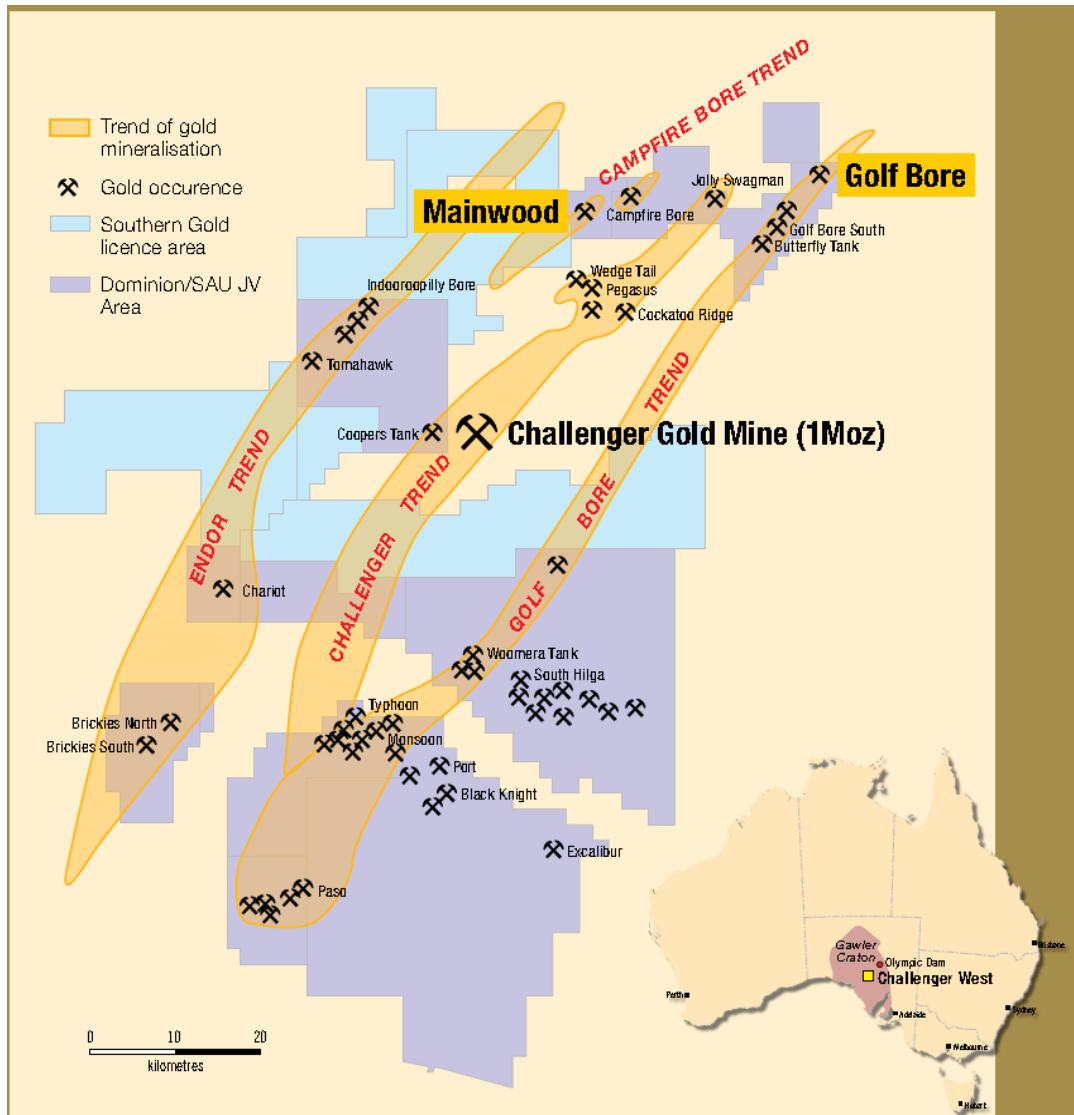 CAMPFIRE BORE TREND
Trend of gold
mineralisation
Gold occurence
Southern Gold
licence area
Dominion/SAU JV
Area
Jolly Swagman
Golf Bore
Mainwood
Campfire Bore
Golf Bore South
Butterfly Tank
Wedge Tail
Pegasus
Indooroopilly Bore
Cockatoo Ridge
Tomahawk
Coopers Tank
Challenger Gold Mine (1Moz)
ENDOR TREND
CHALLENGER TREND
GOLF BORE TREND
Chariot
Woomera Tank
South Hilga
Typhoon
Brickies North
Brickies South
Monsoon
Port
Black Knight
Excalibur
Paso
Gawler
Craton
Olympic Dam
Challenger West
Brisbane
Perth
Adelaide
Sydney
Melbourne
Hobart
0 10 20
kilometres